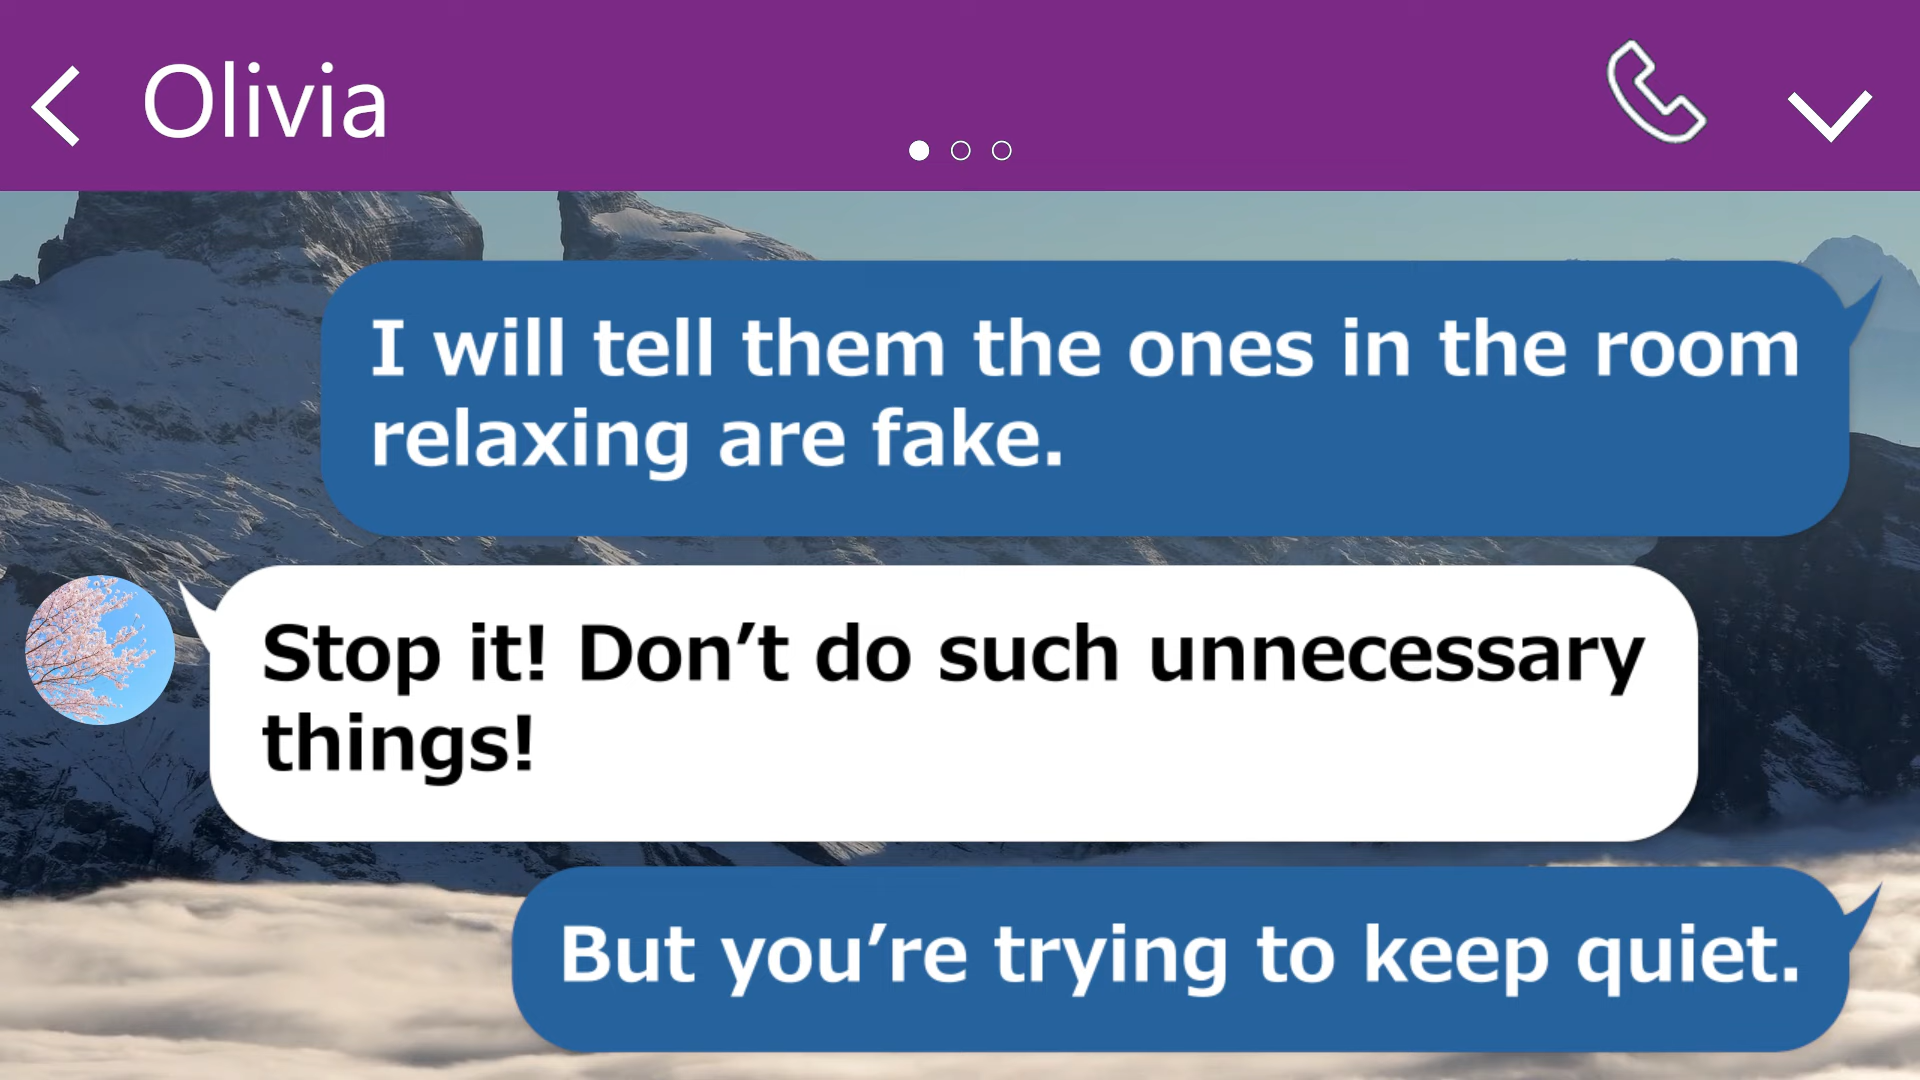 Olivia
I will tell them the ones in the room
relaxing are fake.
Stop it! Don’t do such unnecessary
things!
But you’re trying to keep quiet.